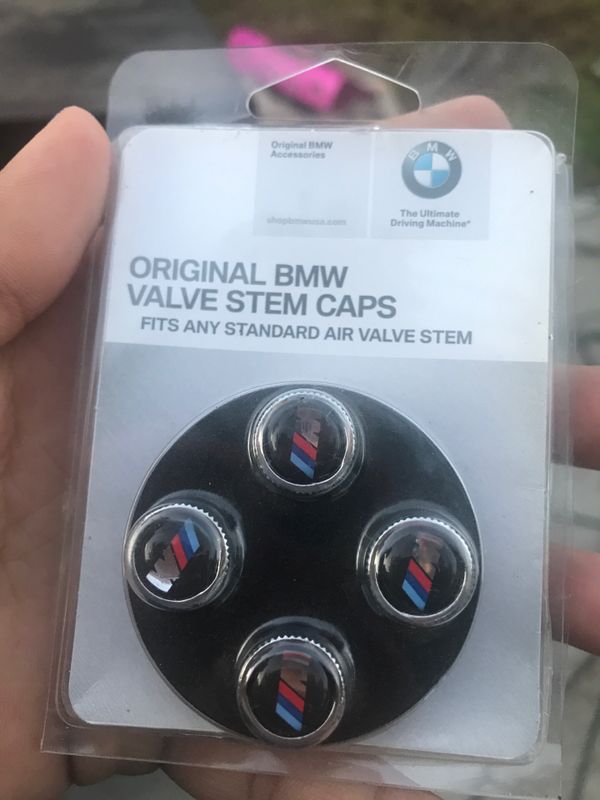 Original BMW
Accessories
BMW
shopbmwusa.com
The Ultimate
Driving Machine®
ORIGINAL BMW
VALVE STEM CAPS
FITS ANY STANDARD AIR VALVE STEM